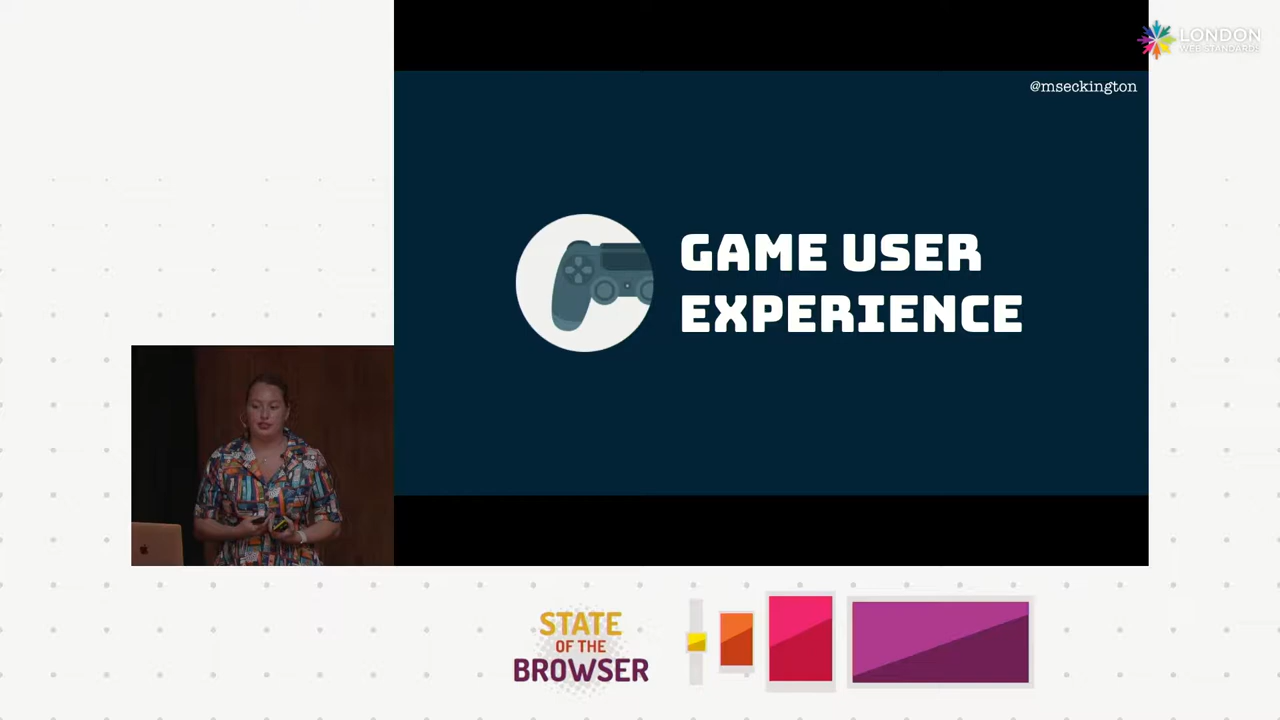 LONDON
WEB STANDARDS
@mseckington
GAME USER
EXPERIENCE
STATE
OF THE
BROWSER